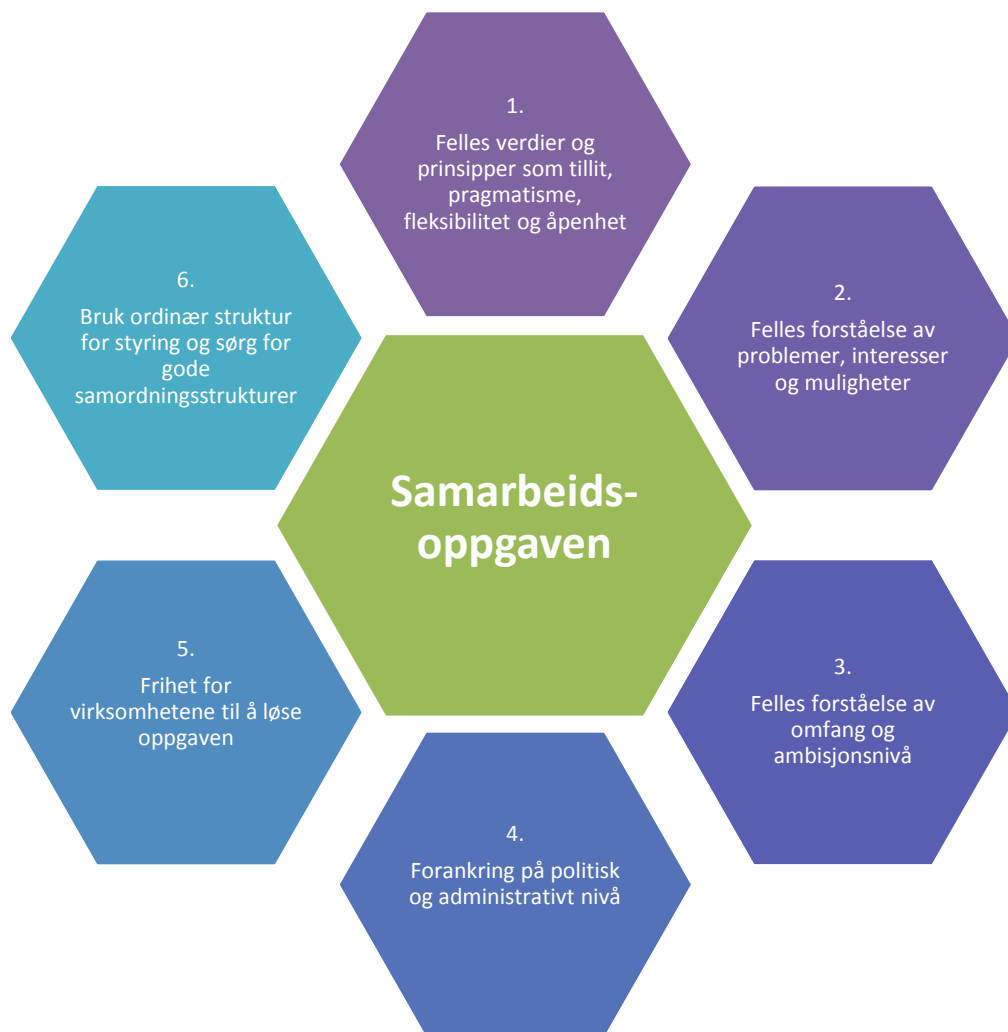 1.
Felles verdier og
prinsipper som tillit,
pragmatisme,
fleksibilitet og åpenhet
2.
Felles forståelse av
problemer, interesser
og muligheter
3.
Felles forståelse av
omfang og
ambisjonsnivå
4.
Forankring på politisk
og administrativt nivå
5.
Frihet for
virksomhetene til å løse
oppgaven
6.
Bruk ordinær struktur
for styring og sørg for
gode
samordningsstrukturer
Samarbeids-
oppgaven